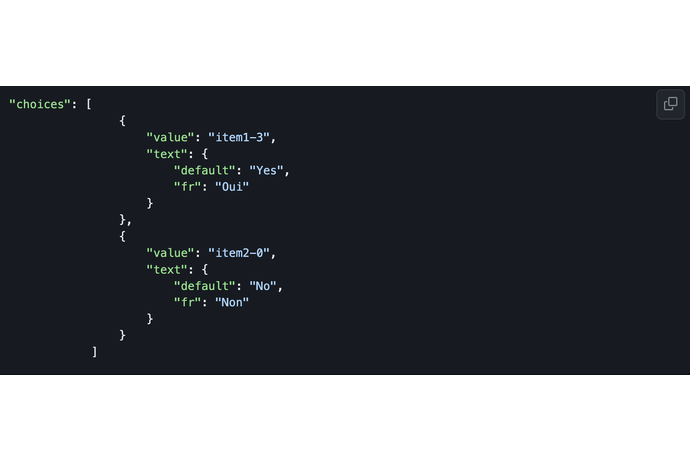 "choices": [
{
"value": "item1-3",
"text": {
"default": "Yes",
"fr": "Oui"
}
},
{
"value": "item2-0",
"text": {
"default": "No",
"fr": "Non"
}
}
]